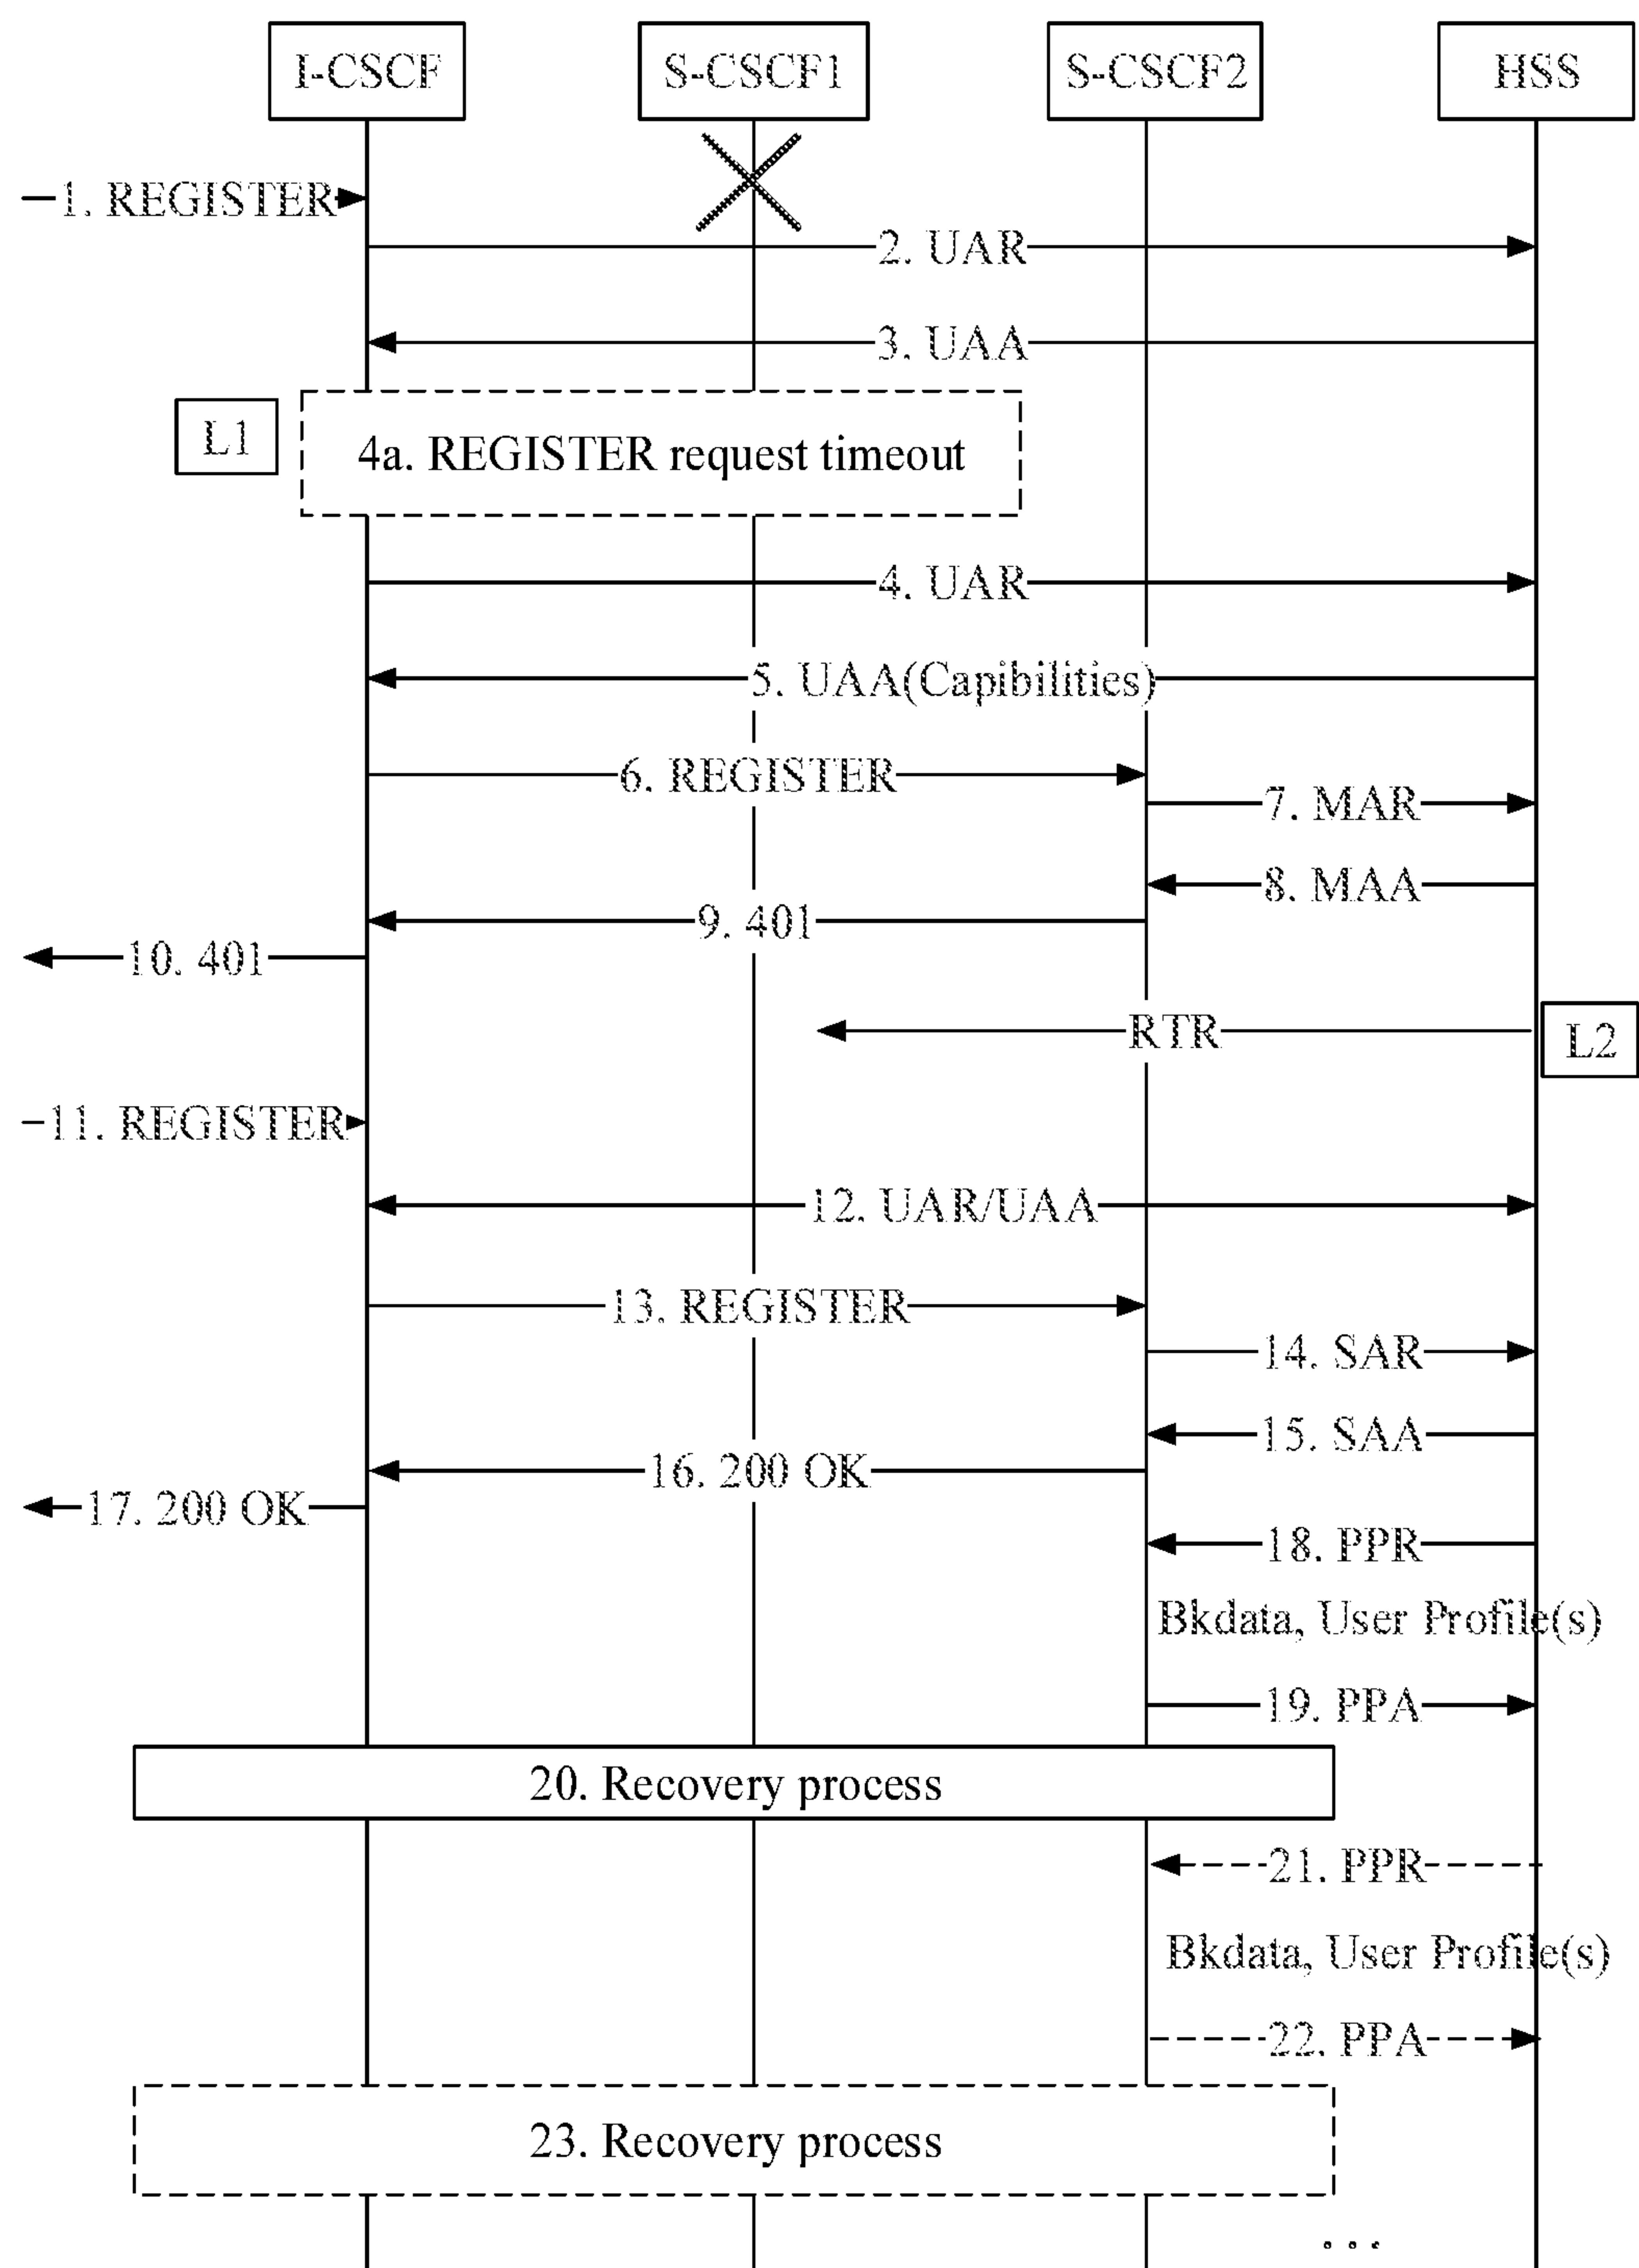 I-CSCF
S-CSCF1
S-CSCF2
HSS
1. REGISTER
2. UAR
3. UAA
L1
4a. REGISTER request timeout
4. UAR
5. UAA(Capibilities)
6. REGISTER
7. MAR
8. MAA
9. 401
10. 401
RTR
L2
11. REGISTER
12. UAR/UAA
13. REGISTER
14. SAR
15. SAA
16. 200 OK
17. 200 OK
18. PPR
Bkdata, User Profile(s)
19. PPA
20. Recovery process
21. PPR
Bkdata, User Profile(s)
22. PPA
23. Recovery process
...